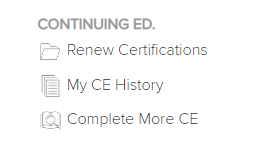 CONTINUING ED.
Renew Certifications
My CE History
Complete More CE